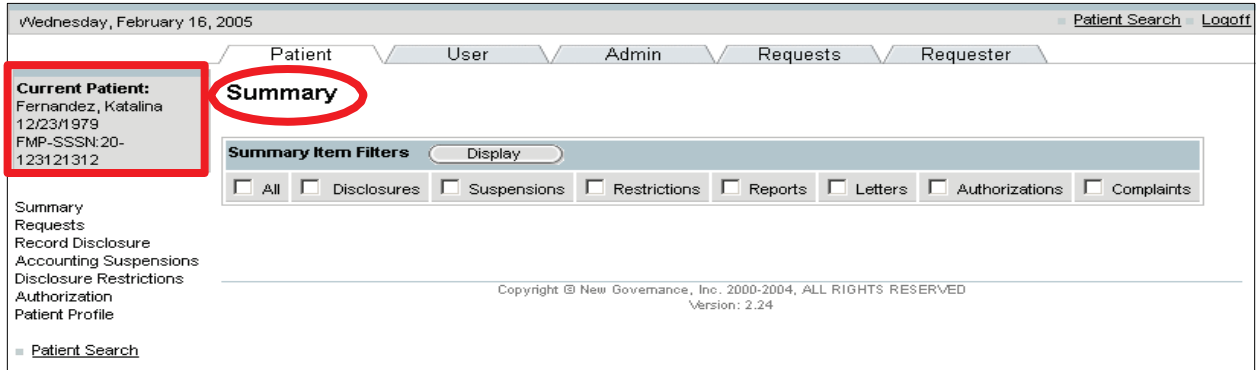 Wednesday, February 16, 2005 Patient Search Logoff
Patient User Admin Requests Requester
Current Patient:
Fernandez, Katalina
12/23/1979
FMP-SSSN:20-
123121312
Summary
Summary Item Filters Display
All Disclosures Suspensions Restrictions Reports Letters Authorizations Complaints
Summary
Requests
Record Disclosure
Accounting Suspensions
Disclosure Restrictions
Authorization
Patient Profile
Patient Search
Copyright @ New Governance, Inc. 2000-2004, ALL RIGHTS RESERVED
Version: 2.24